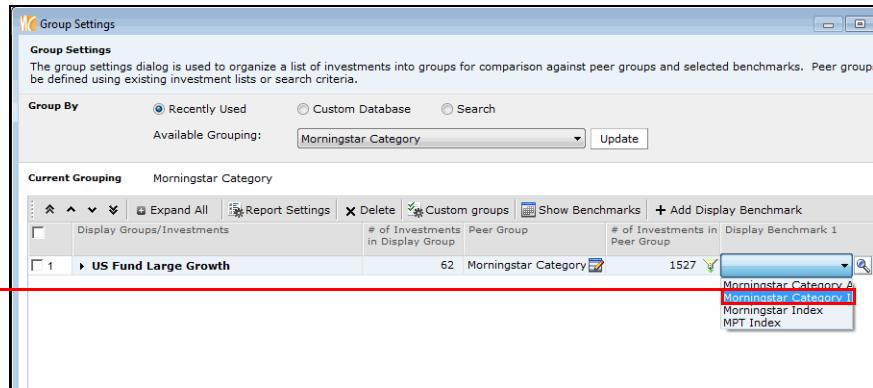 Group Settings
Group Settings
The group settings dialog is used to organize a list of investments into groups for comparison against peer groups and selected benchmarks. Peer groups
be defined using existing investment lists or search criteria.
Group By Recently Used Custom Database Search
Available Grouping: Morningstar Category Update
Current Grouping Morningstar Category
Expand All Report Settings Delete Custom groups Show Benchmarks Add Display Benchmark
Display Groups/Investments # of Investments Peer Group # of Investments in Display Benchmark 1
in Display Group Peer Group
1 US Fund Large Growth 62 Morningstar Category 1527
Morningstar Category A
Morningstar Category I
Morningstar Index
MPT Index